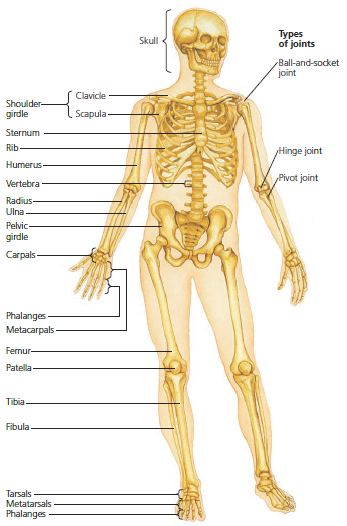 Skull
Types
of joints
Ball-and-socket
joint
Clavicle
Shoulder
girdle
Scapula
Sternum
Rib
Hinge joint
Humerus
Pivot joint
Vertebra
Radius
Ulna
Pelvic
girdle
Carpals
Phalanges
Metacarpals
Femur
Patella
Tibia
Fibula
Tarsals
Metatarsals
Phalanges